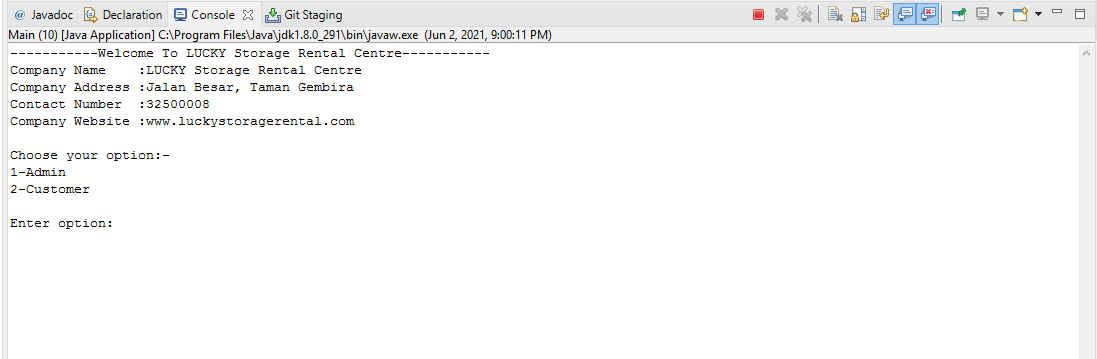 @ Javadoc Declaration Console Git Staging
Main (10) [Java Application] C:\Program Files\Java\jdk1.8.0_291\bin\javaw.exe (Jun 2, 2021, 9:00:11 PM)
-----------Welcome To LUCKY Storage Rental Centre-----------
Company Name    :LUCKY Storage Rental Centre
Company Address :Jalan Besar, Taman Gembira
Contact Number  :32500008
Company Website :www.luckystoragerental.com
Choose your option:-
1-Admin
2-Customer
Enter option: